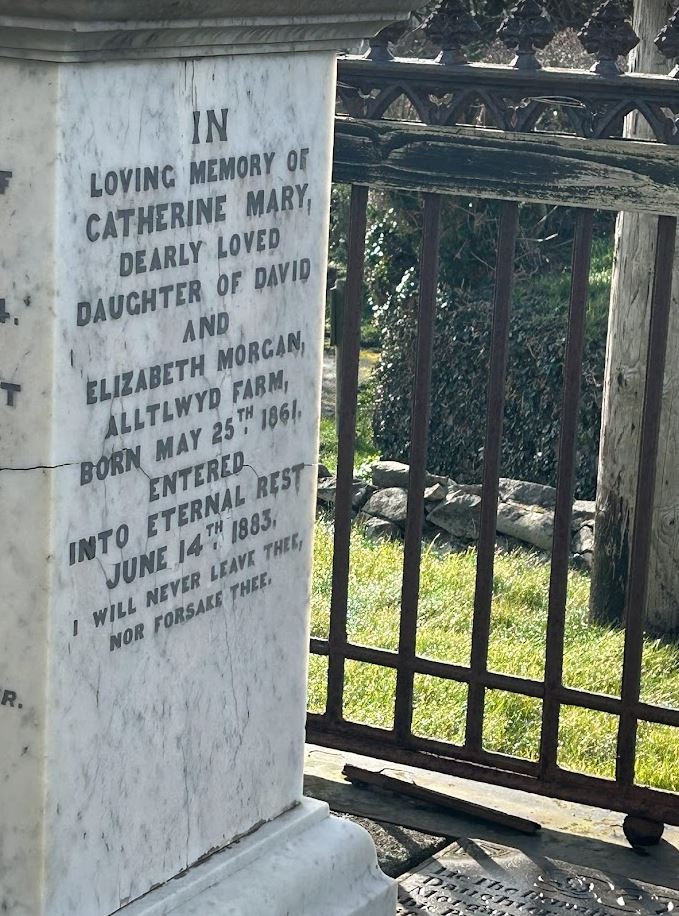 IN
LOVING MEMORY OF
CATHERINE MARY,
DEARLY LOVED
DAUGHTER OF DAVID
AND
ELIZABETH MORGAN,
ALLTLWYD FARM,
BORN MAY 25TH 1861.
ENTERED
INTO ETERNAL REST
JUNE 14TH 1883.
I WILL NEVER LEAVE THEE,
NOR FORSAKE THEE.